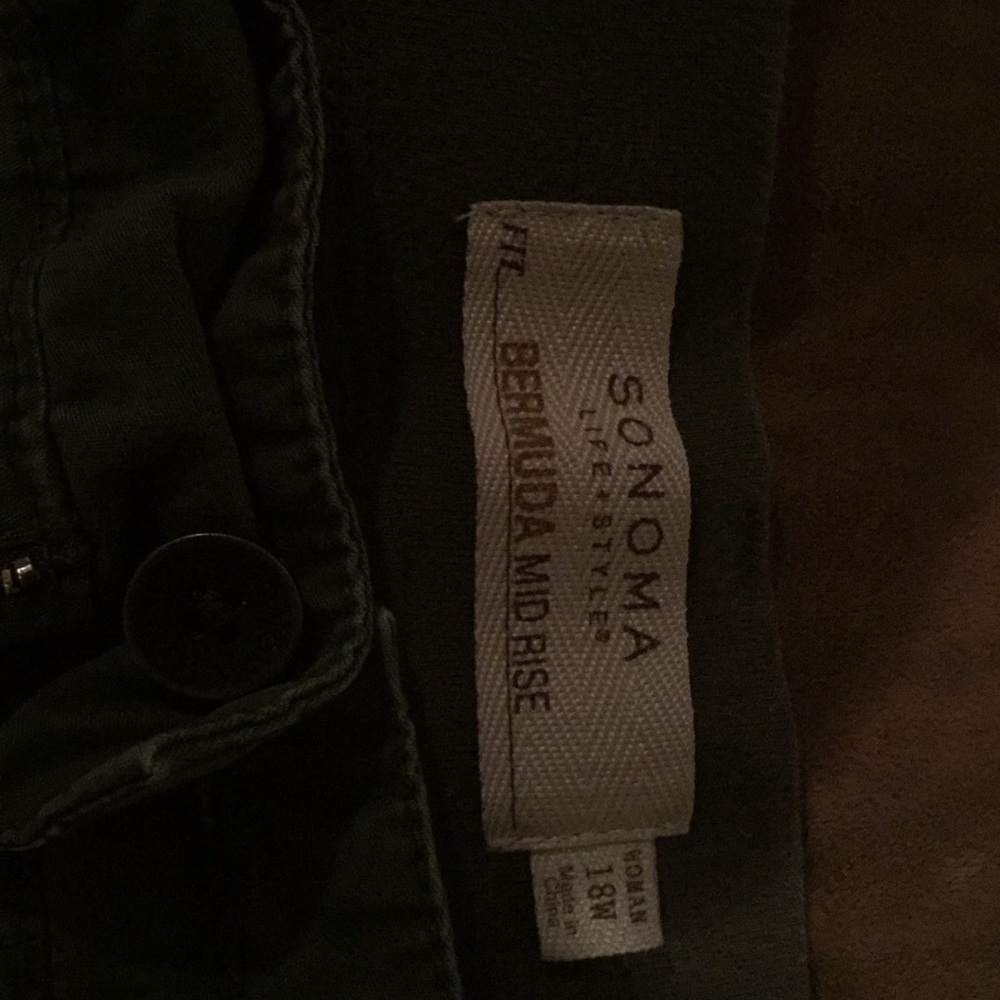 SONOMA
LIFE+STYLE®
FIT
BERMUDA MID RISE
WOMAN
18W
Made in
China